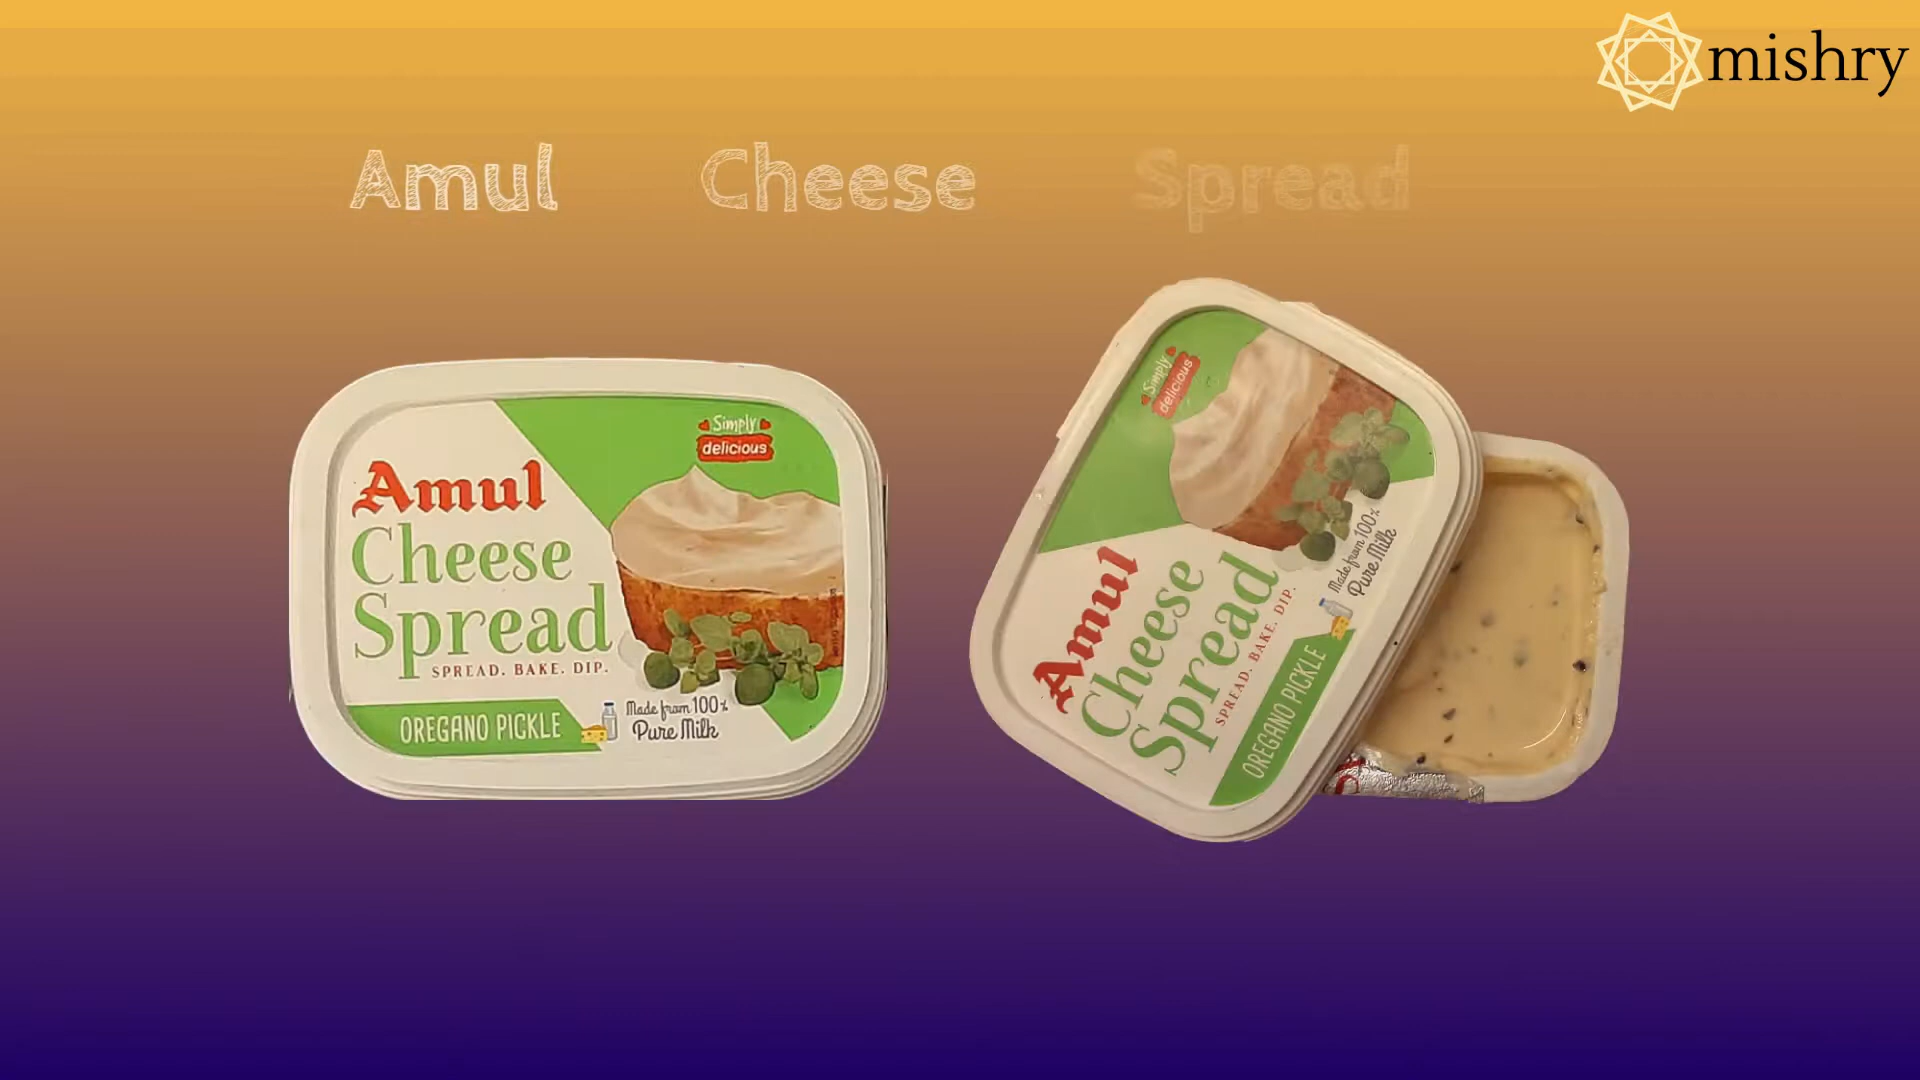 mishry
Amul Cheese Spread
Simply
delicious
Amul
Cheese
Spread
SPREAD. BAKE. DIP.
OREGANO PICKLE
Made from 100%
Pure Milk
Simply
delicious
Amul
Cheese
Spread
SPREAD. BAKE. DIP.
OREGANO PICKLE
Made from 100%
Pure Milk